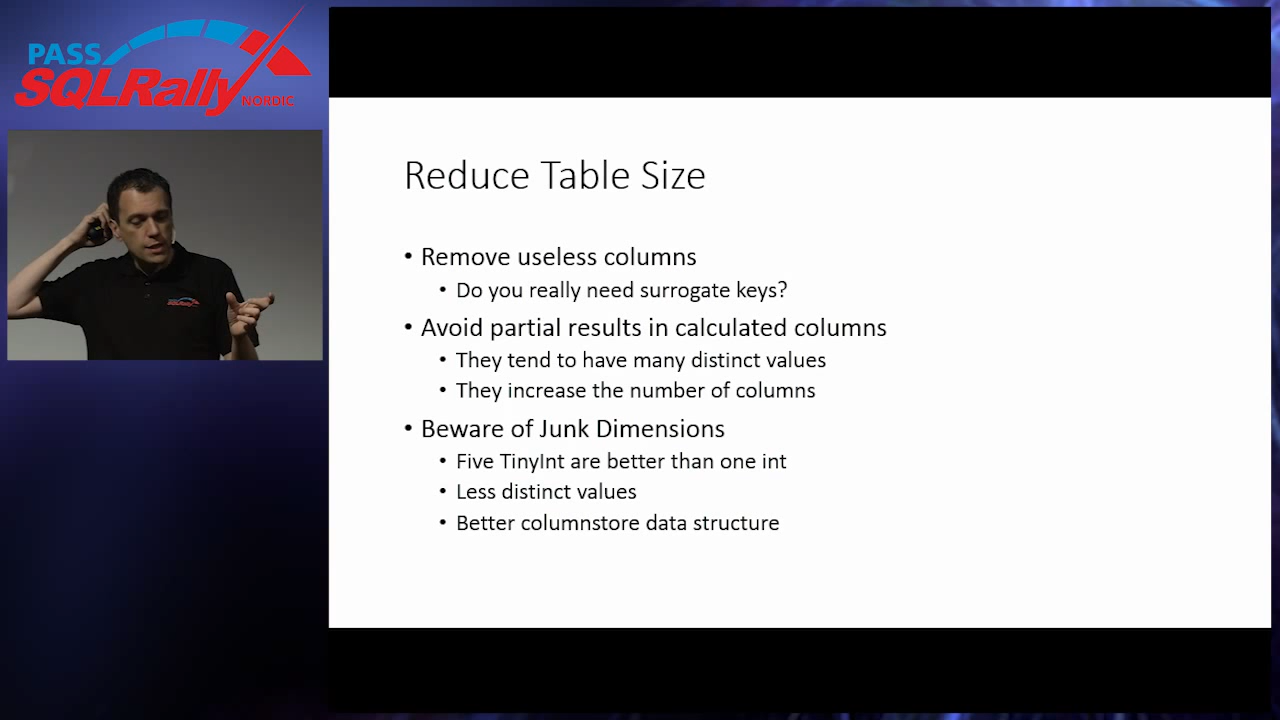 PASS
SQLRally
NORDIC
Reduce Table Size
• Remove useless columns
• Do you really need surrogate keys?
• Avoid partial results in calculated columns
• They tend to have many distinct values
• They increase the number of columns
• Beware of Junk Dimensions
• Five TinyInt are better than one int
• Less distinct values
• Better columnstore data structure
SQLRally